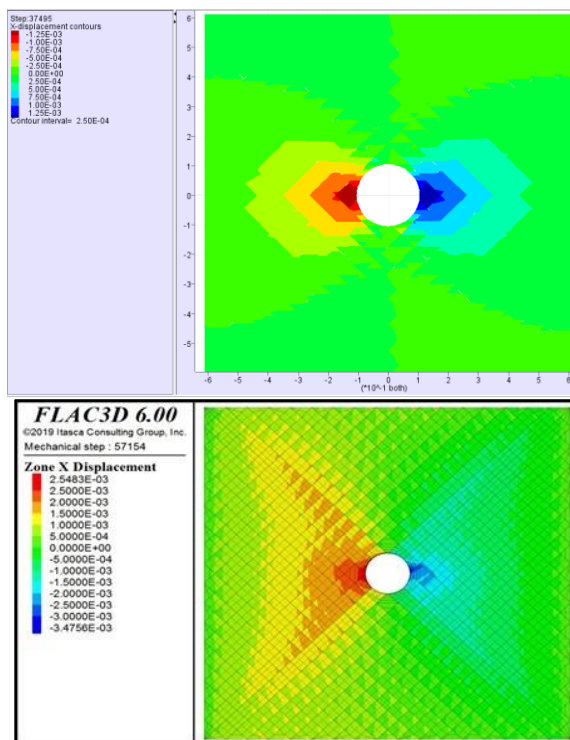 Step:37495
X-displacement contours
-1.25E-03
-1.00E-03
-7.50E-04
-5.00E-04
-2.50E-04
0.00E+00
2.50E-04
5.00E-04
7.50E-04
1.00E-03
1.25E-03
Contour interval= 2.50E-04
6
5
4
3
2
1
0
-1
-2
-3
-4
-5
-6 -5 -4 -3 -2 -1 0 1 2 3 4 5 6
(*10^-1 both)
FLAC3D 6.00
©2019 Itasca Consulting Group, Inc.
Mechanical step : 57154
Zone X Displacement
2.5483E-03
2.5000E-03
2.0000E-03
1.5000E-03
1.0000E-03
5.0000E-04
0.0000E+00
-5.0000E-04
-1.0000E-03
-1.5000E-03
-2.0000E-03
-2.5000E-03
-3.0000E-03
-3.4756E-03